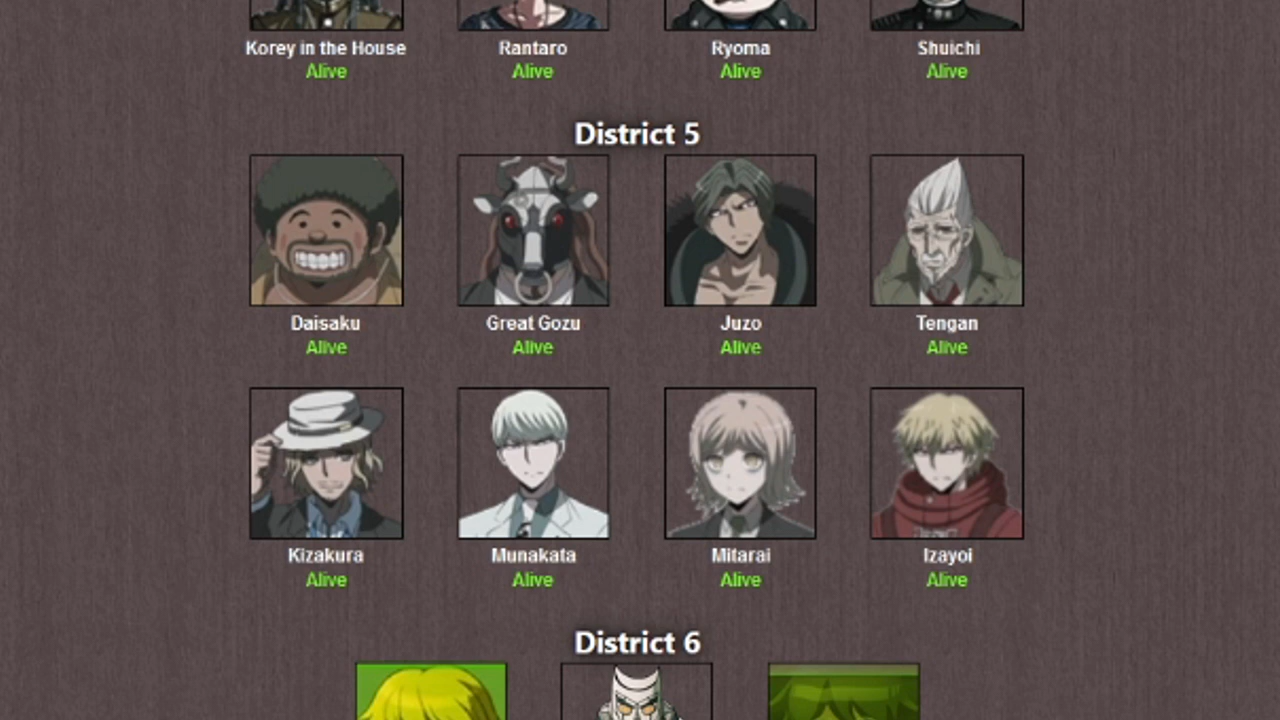 Korey in the House Rantaro Ryoma Shuichi
Alive Alive Alive Alive
District 5
Daisaku Great Gozu Juzo Tengan
Alive Alive Alive Alive
Kizakura Munakata Mitarai Izayoi
Alive Alive Alive Alive
District 6